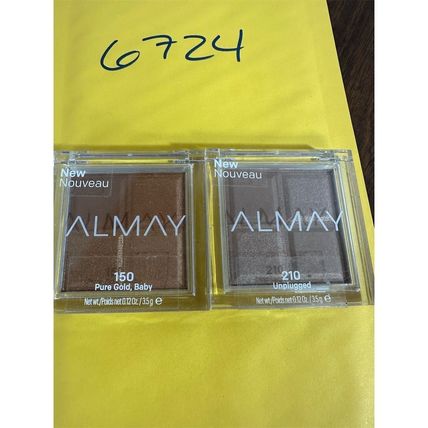 6724
New
Nouveau
ALMAY
150
Pure Gold, Baby
Net wt./Poids net 0.12 Oz. / 3.5 g e
New
Nouveau
ALMAY
210
Unplugged
Net wt./Poids net 0.12 Oz. / 3.5 g e